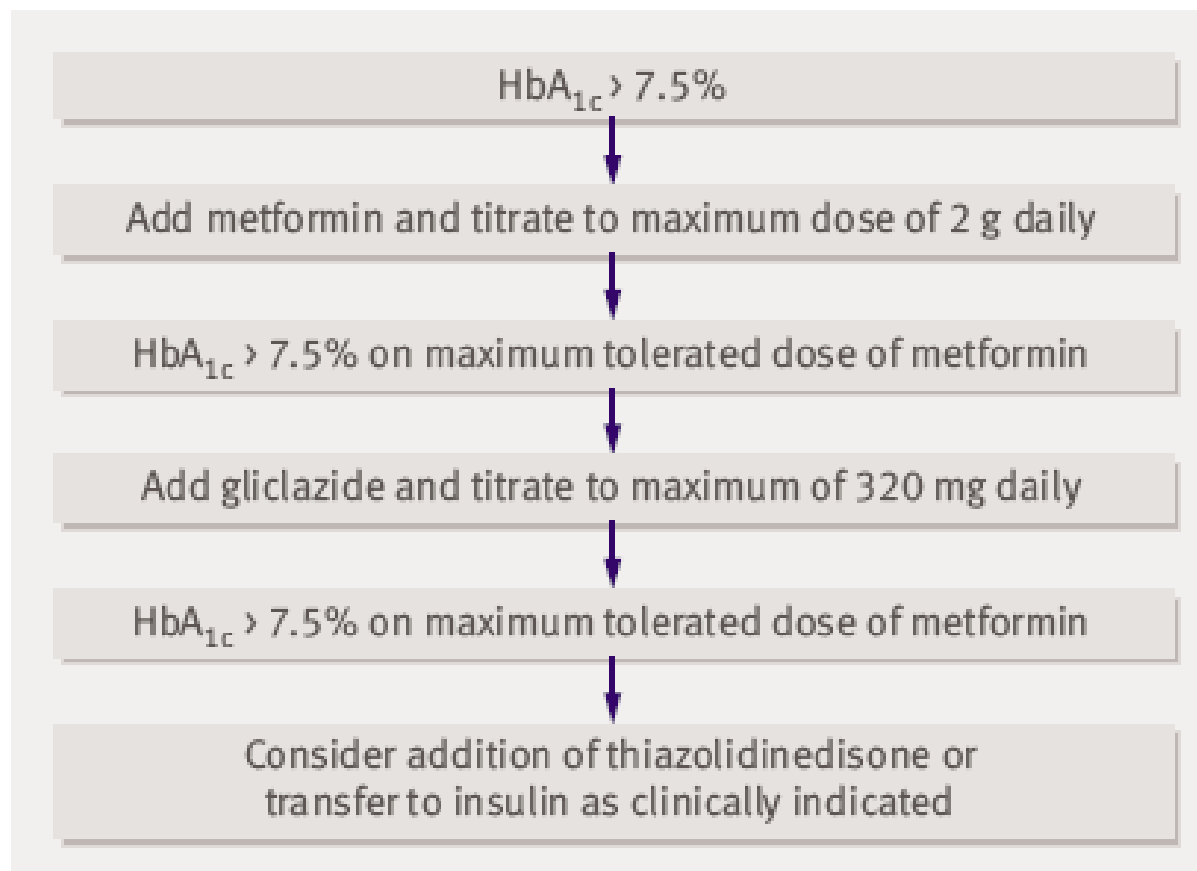 HbA1c > 7.5%
Add metformin and titrate to maximum dose of 2 g daily
HbA1c > 7.5% on maximum tolerated dose of metformin
Add gliclazide and titrate to maximum of 320 mg daily
HbA1c > 7.5% on maximum tolerated dose of metformin
Consider addition of thiazolidinedisone or
transfer to insulin as clinically indicated